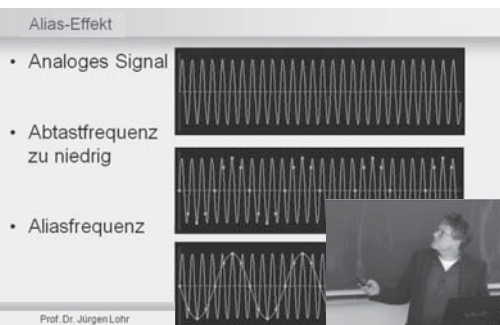 Alias-Effekt
• Analoges Signal
• Abtastfrequenz
zu niedrig
• Aliasfrequenz
Prof. Dr. Jürgen Lohr